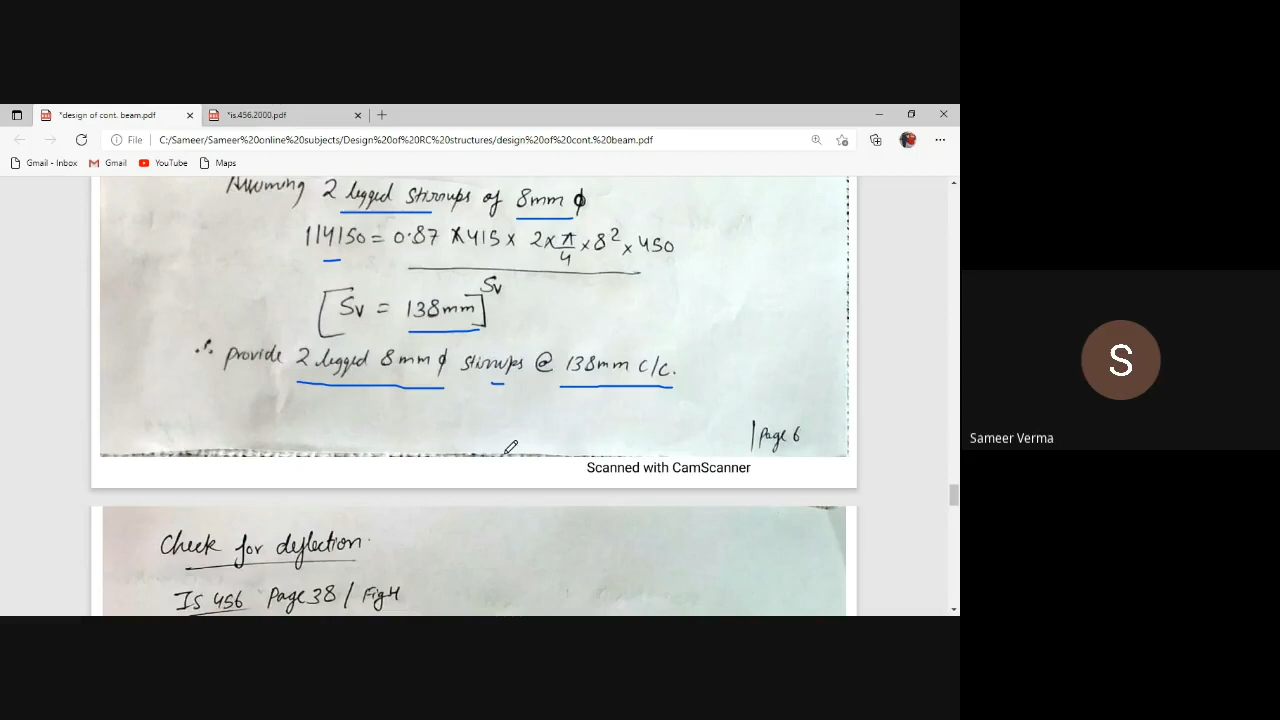 *design of cont. beam.pdf
*is.456.2000.pdf
File C:/Sameer/Sameer%20online%20subjects/Design%20of%20RC%20structures/design%20of%20cont.%20beam.pdf
Gmail - Inbox Gmail YouTube Maps
Assuming 2 legged stirrups of 8mm ϕ
114150 = 0.87 × 415 × 2 × π/4 × 8² × 450
Sv
[Sv = 138mm]
∴ provide 2 legged 8mm ϕ stirrups @ 138mm c/c.
|Page 6
Scanned with CamScanner
Check for deflection.
Is 456 Page 38 / Fig 4
S
Sameer Verma